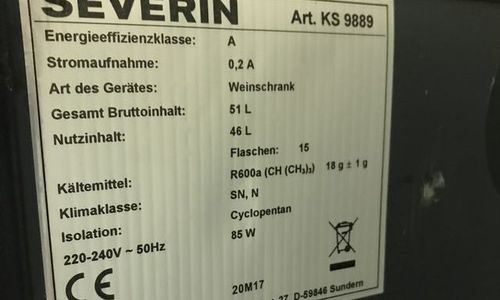 SEVERIN Art. KS 9889
Energieeffizienzklasse: A
Stromaufnahme: 0,2 A
Art des Gerätes: Weinschrank
Gesamt Bruttoinhalt: 51 L
Nutzinhalt: 46 L
Flaschen: 15
Kältemittel: R600a (CH (CH₃)₃) 18 g ± 1 g
Klimaklasse: SN, N
Isolation: Cyclopentan
220-240V ~ 50Hz 85 W
CE 20M17
27, D-59846 Sundern